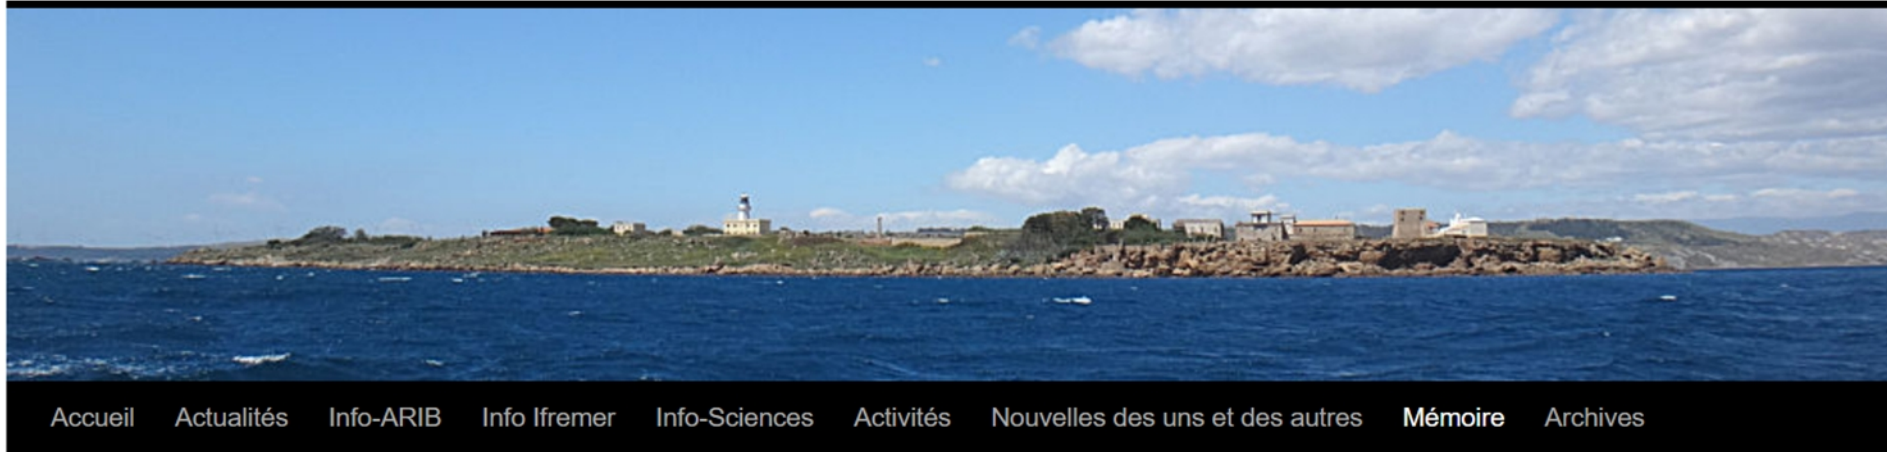 Accueil Actualités Info-ARIB Info Ifremer Info-Sciences Activités Nouvelles des uns et des autres Mémoire Archives